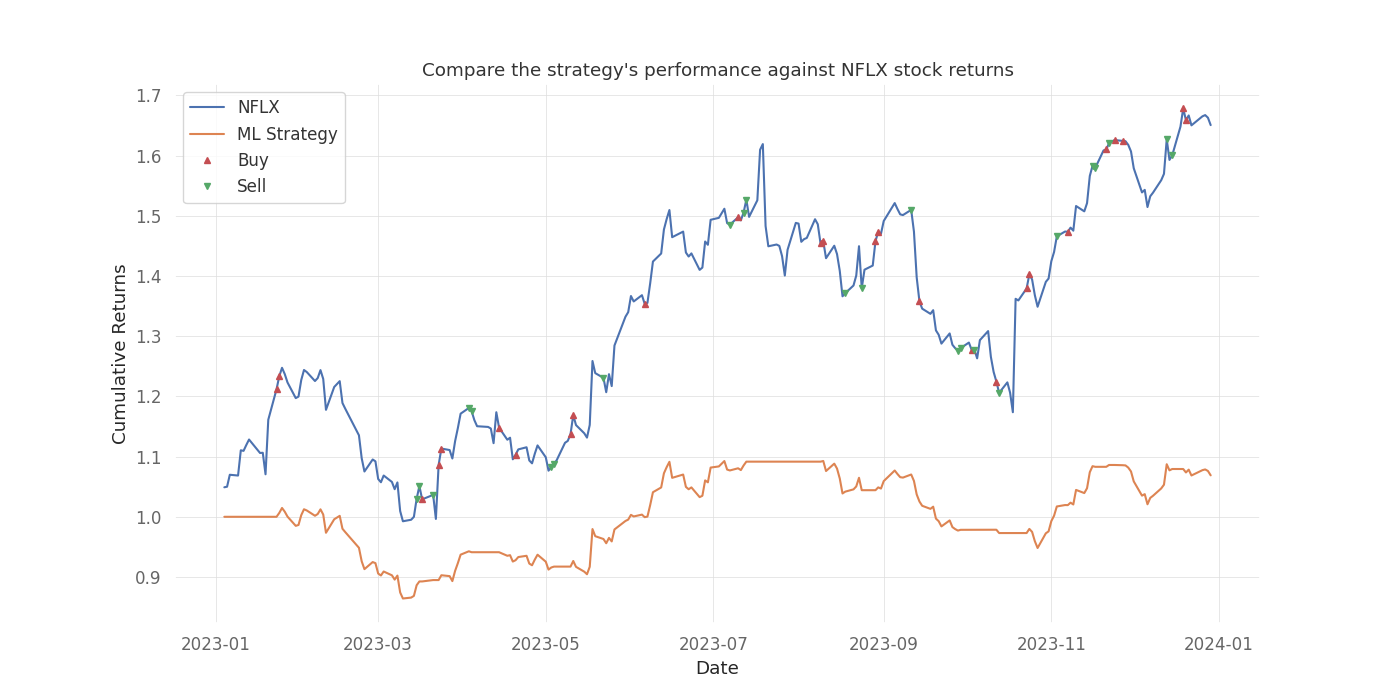 Compare the strategy's performance against NFLX stock returns
NFLX
ML Strategy
Buy
Sell
Cumulative Returns
1.7
1.6
1.5
1.4
1.3
1.2
1.1
1.0
0.9
2023-01
2023-03
2023-05
2023-07
2023-09
2023-11
2024-01
Date